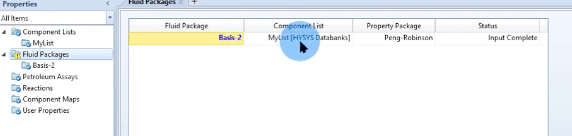 Properties
All Items
Component Lists
MyList
Fluid Packages
Basis-2
Petroleum Assays
Reactions
Component Maps
User Properties
Fluid Packages
Fluid Package Component List Property Package Status
Basis-2 MyList [HYSYS Databanks] Peng-Robinson Input Complete